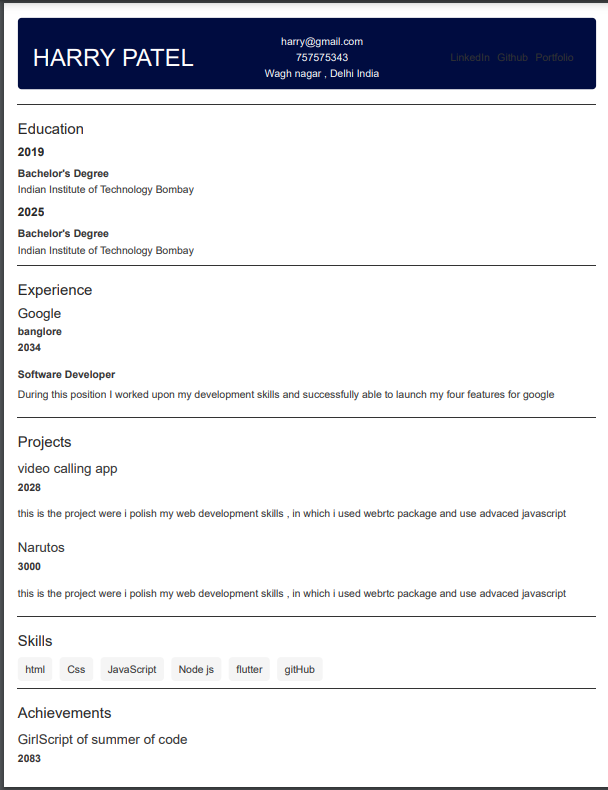 HARRY PATEL
harry@gmail.com
757575343
Wagh nagar , Delhi India
LinkedIn Github Portfolio
Education
2019
Bachelor's Degree
Indian Institute of Technology Bombay
2025
Bachelor's Degree
Indian Institute of Technology Bombay
Experience
Google
banglore
2034
Software Developer
During this position I worked upon my development skills and successfully able to launch my four features for google
Projects
video calling app
2028
this is the project were i polish my web development skills , in which i used webrtc package and use advaced javascript
Narutos
3000
this is the project were i polish my web development skills , in which i used webrtc package and use advaced javascript
Skills
html Css JavaScript Node js flutter gitHub
Achievements
GirlScript of summer of code
2083